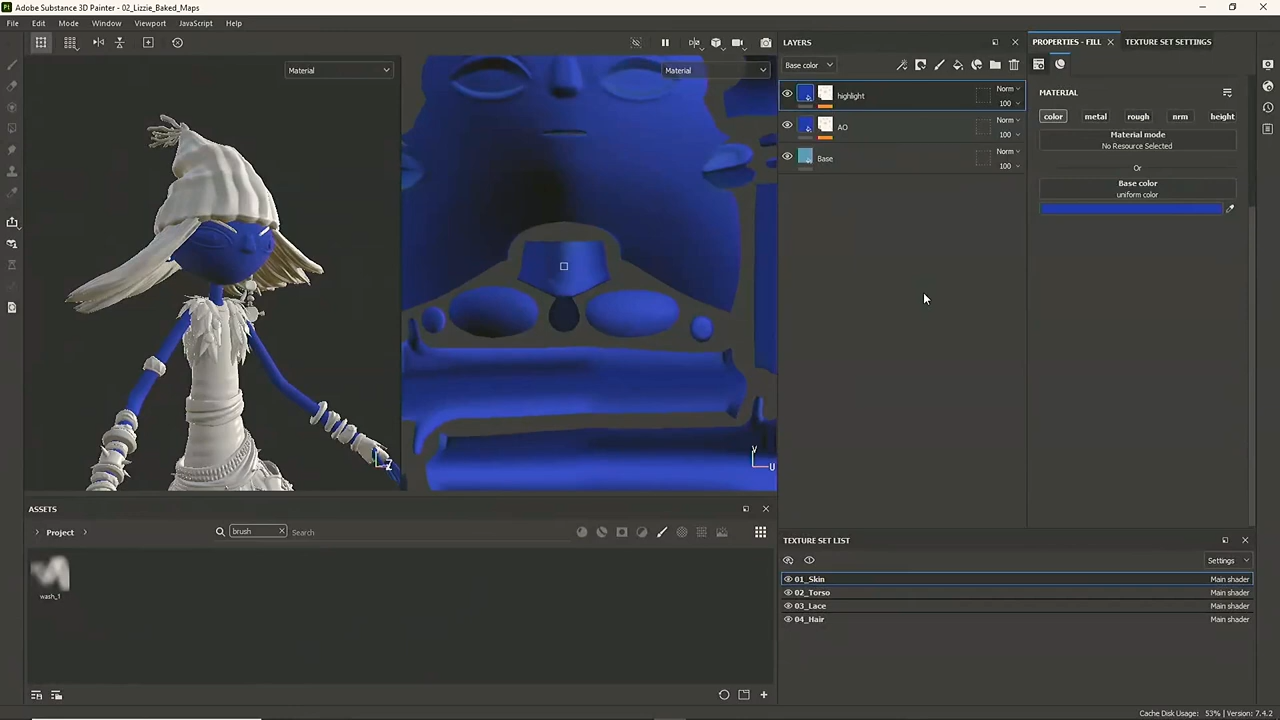 Pt Adobe Substance 3D Painter - 02_Lizzie_Baked_Maps
File Edit Mode Window Viewport JavaScript Help
Material
Material
LAYERS
Base color
highlight
Norm
100
AO
Norm
100
Base
Norm
100
PROPERTIES - FILL
TEXTURE SET SETTINGS
MATERIAL
color metal rough nrm height
Material mode
No Resource Selected
Or
Base color
uniform color
Z
Y
U
ASSETS
Project
brush
Search
wash_1
TEXTURE SET LIST
Settings
01_Skin Main shader
02_Torso Main shader
03_Lace Main shader
04_Hair Main shader
Cache Disk Usage: 53% | Version: 7.4.2